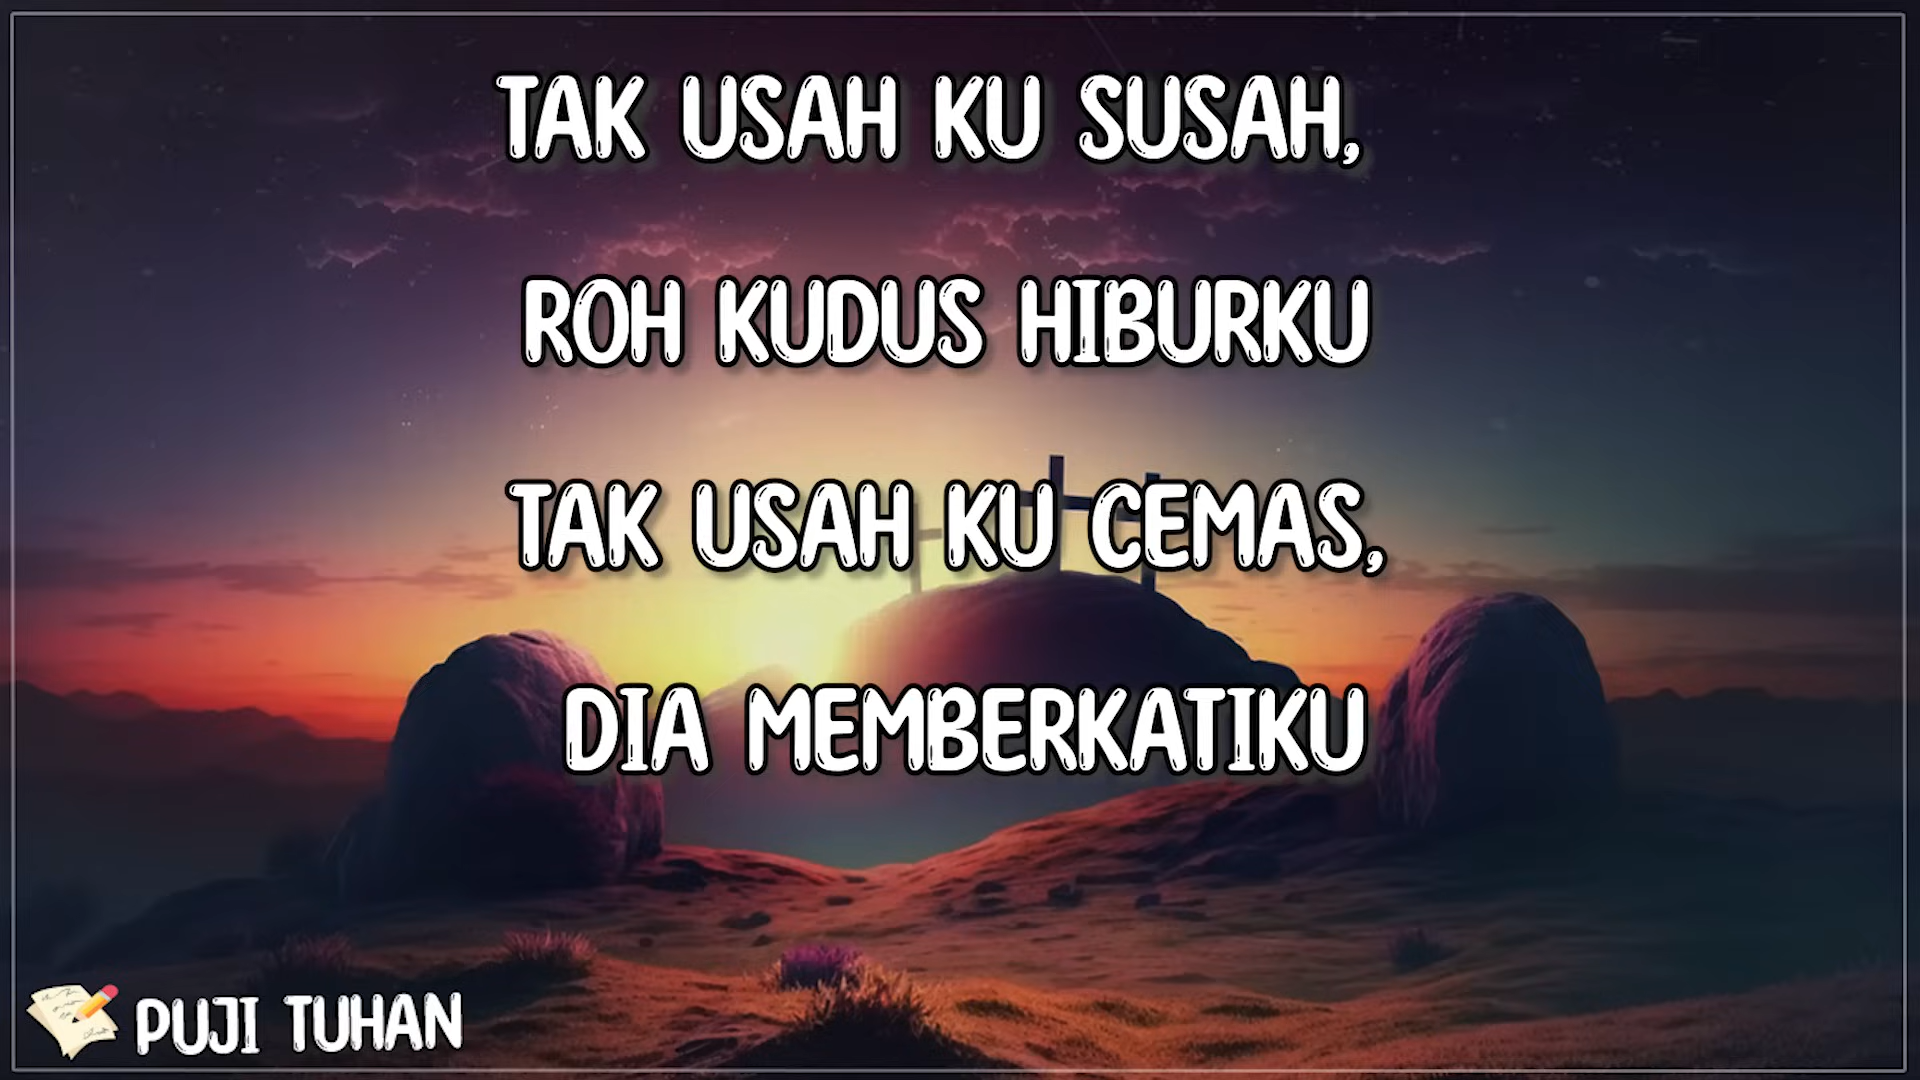 TAK USAH KU SUSAH,
ROH KUDUS HIBURKU
TAK USAH KU CEMAS,
DIA MEMBERKATIKU
PUJI TUHAN